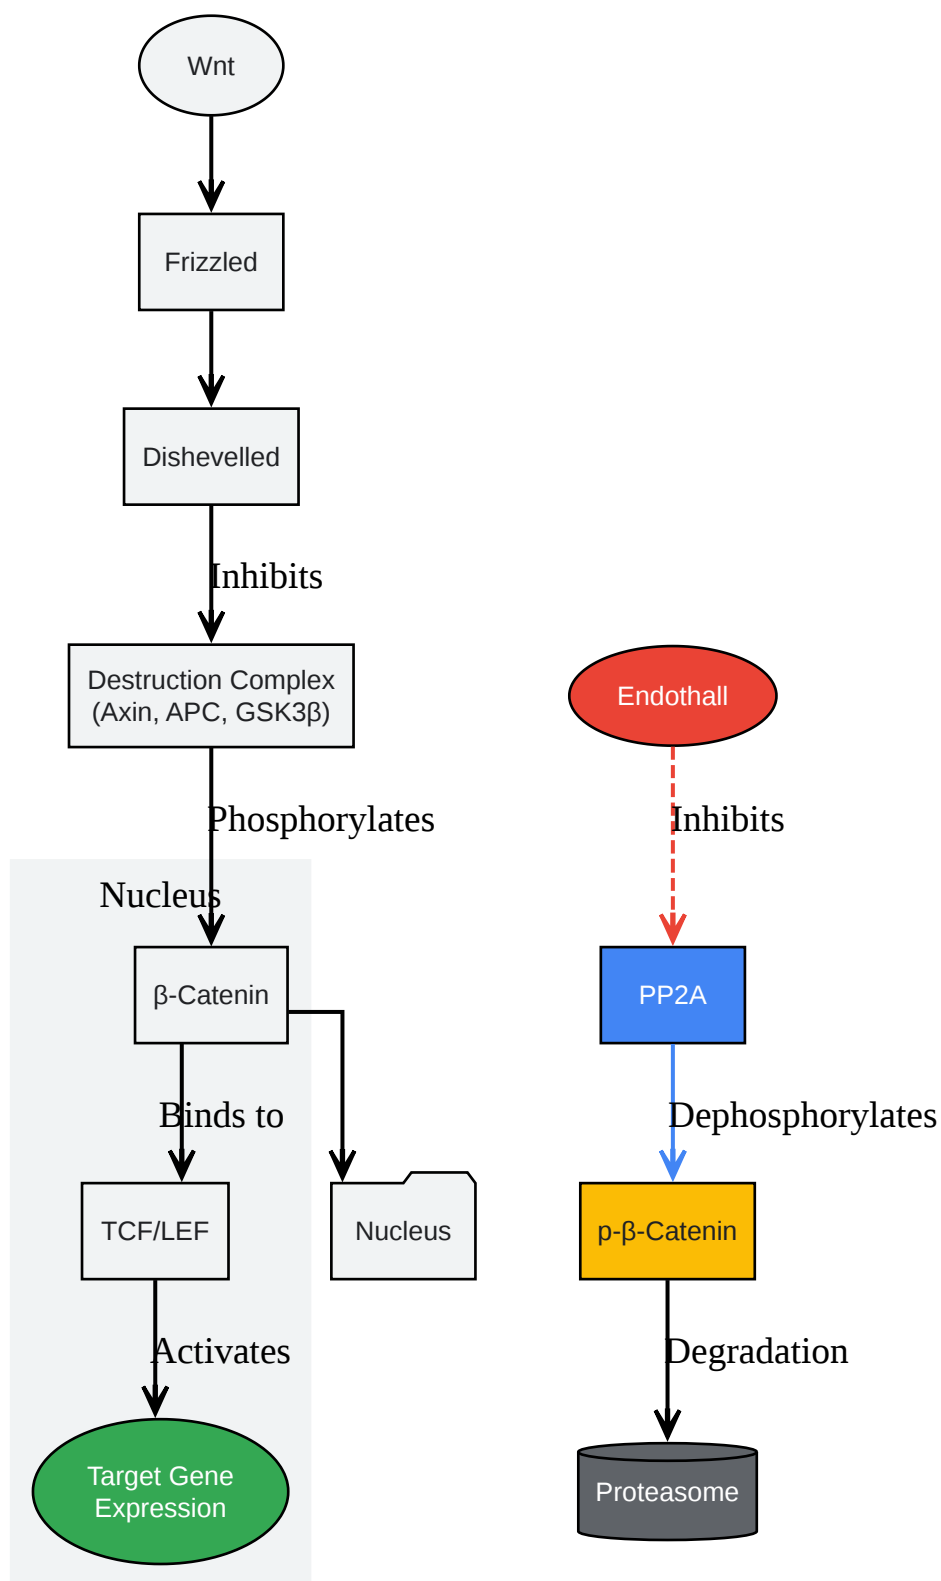 Wnt
Frizzled
Dishevelled
Inhibits
Destruction Complex
(Axin, APC, GSK3β)
Endothall
Phosphorylates
Inhibits
Nucleus
β-Catenin
PP2A
Binds to
Dephosphorylates
TCF/LEF
Nucleus
p-β-Catenin
Activates
Degradation
Target Gene
Expression
Proteasome